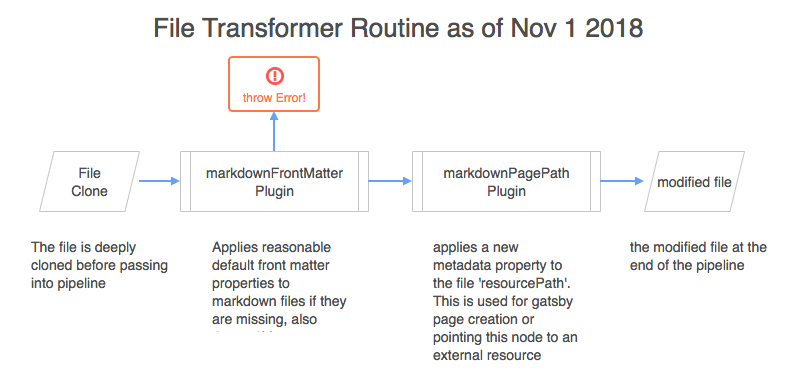 File Transformer Routine as of Nov 1 2018
throw Error!
File
Clone
markdownFrontMatter
Plugin
markdownPagePath
Plugin
modified file
The file is deeply
cloned before passing
into pipeline
Applies reasonable
default front matter
properties to
markdown files if they
are missing, also
applies a new
metadata property to
the file 'resourcePath'.
This is used for gatsby
page creation or
pointing this node to an
external resource
the modified file at the
end of the pipeline